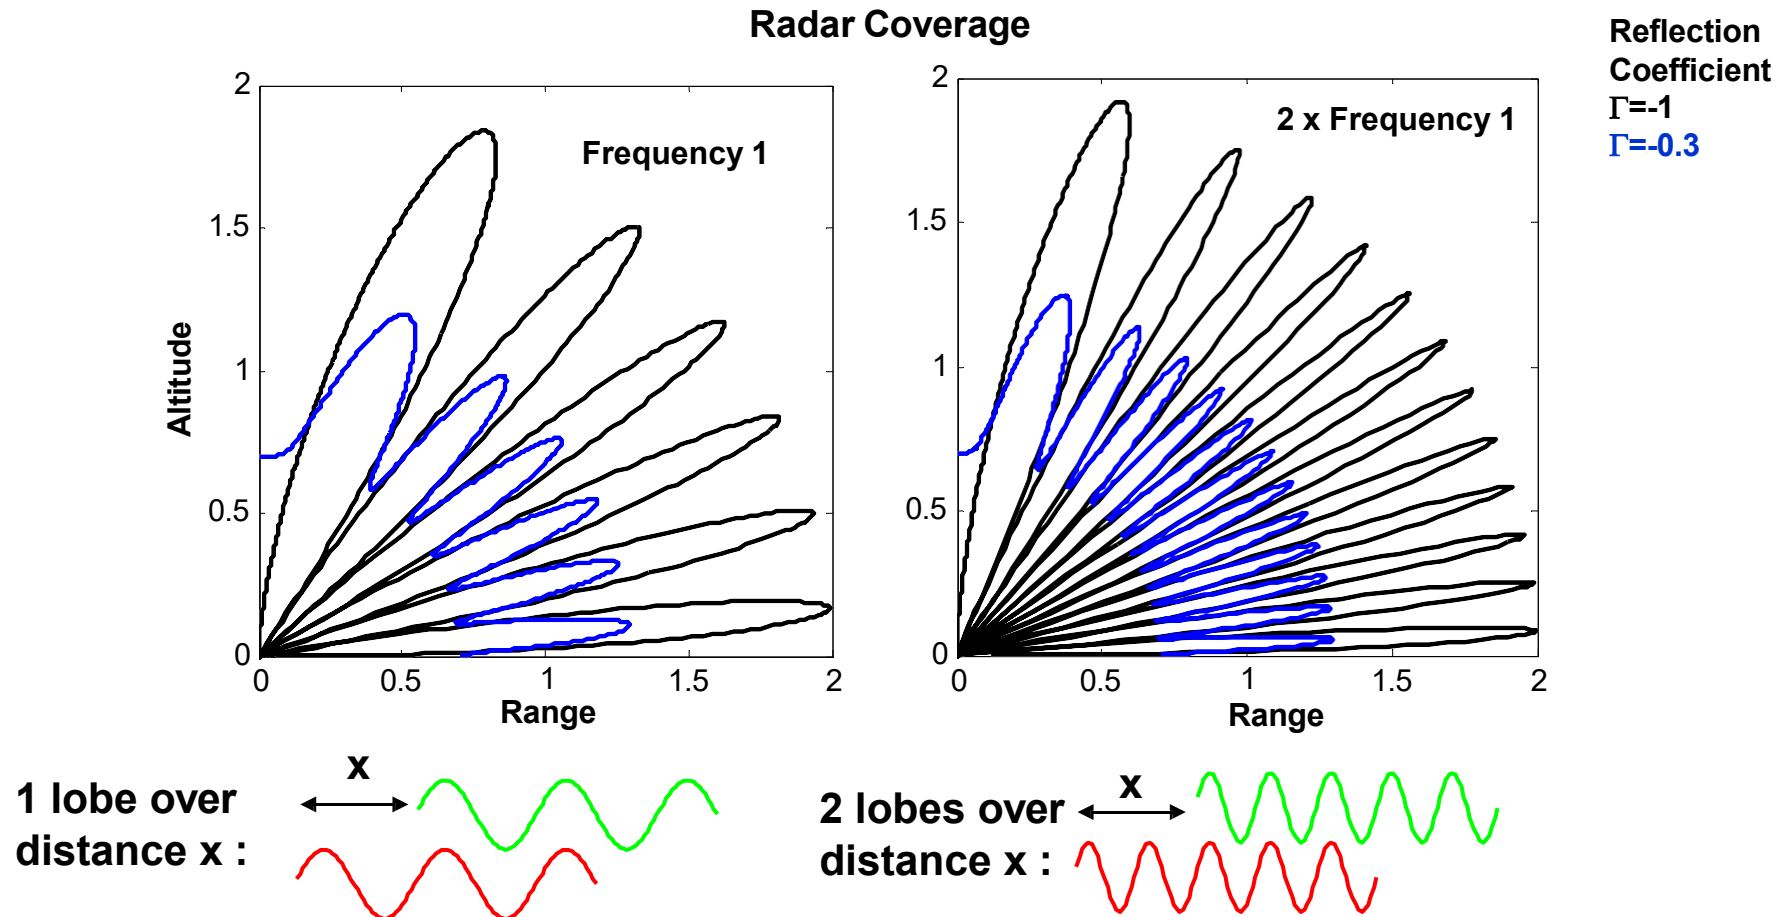 Radar Coverage
Reflection
Coefficient
Γ=-1
Γ=-0.3
Frequency 1
2
1.5
1
0.5
0
Altitude
0 0.5 1 1.5 2
Range
2 x Frequency 1
2
1.5
1
0.5
0
0 0.5 1 1.5 2
Range
1 lobe over
distance x :
x
2 lobes over
distance x :
x